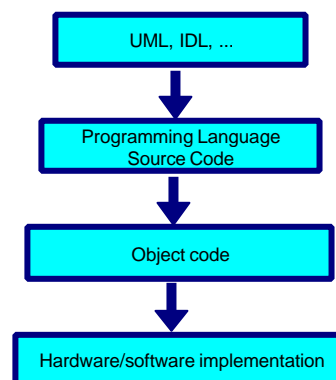 UML, IDL, ...
Programming Language
Source Code
Object code
Hardware/software implementation